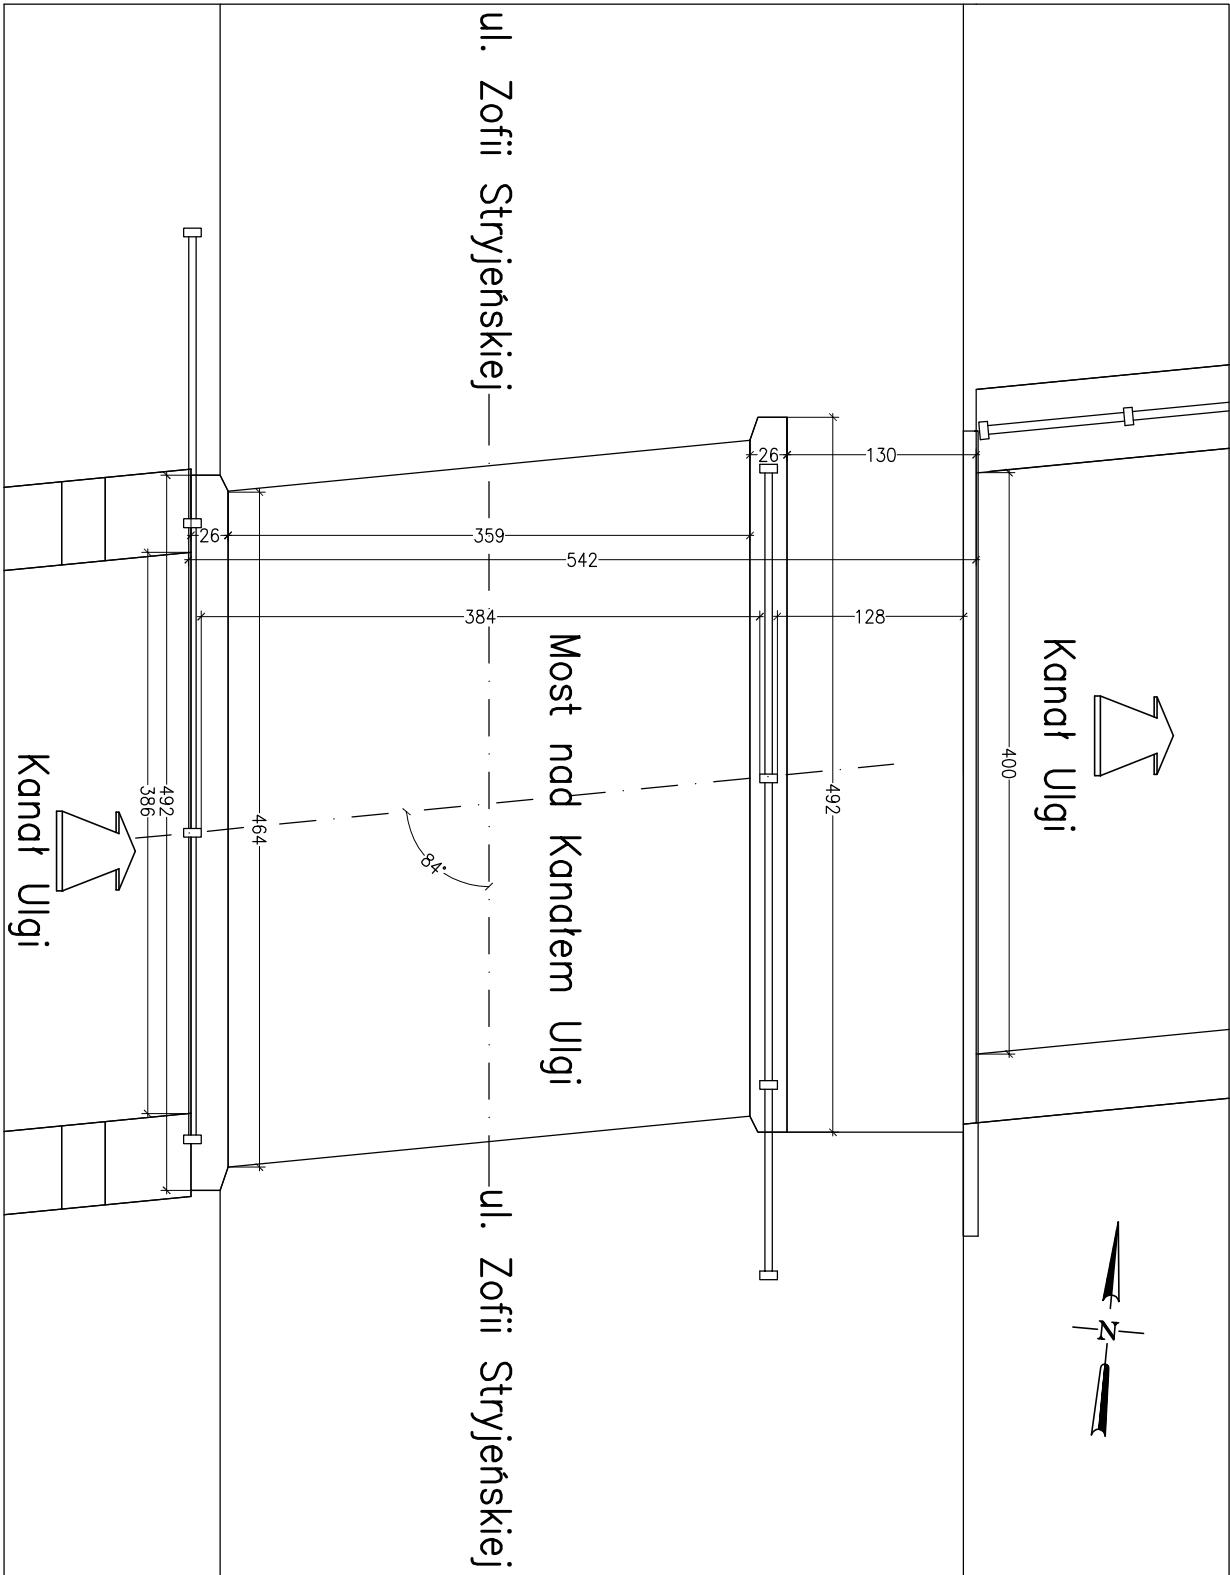 ul. Zofii Stryjeńskiej
Kanał Ulgi
Most nad Kanałem Ulgi
Kanał Ulgi
ul. Zofii Stryjeńskiej
N
26
130
26
359
542
384
128
400
492
464
492
386
84°